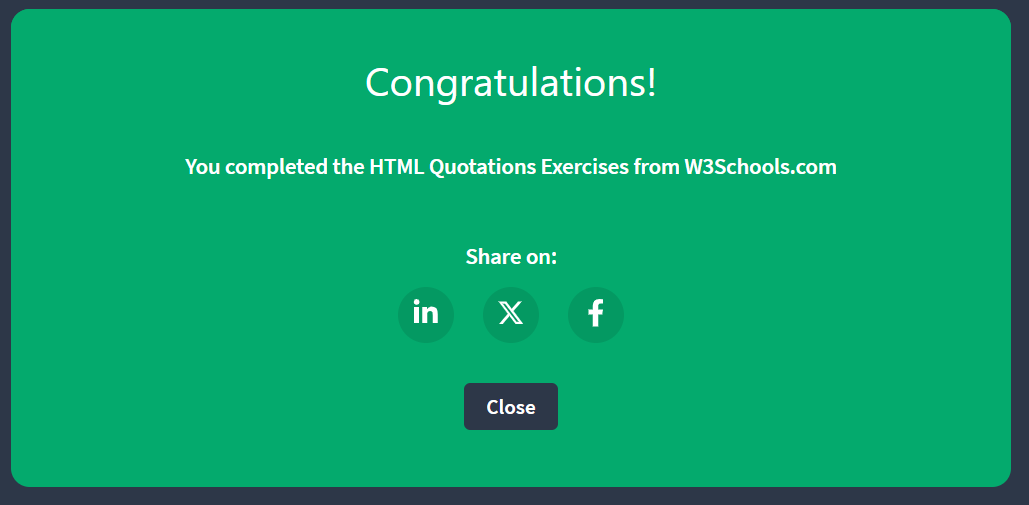 Congratulations!
You completed the HTML Quotations Exercises from W3Schools.com
Share on:
in X f
Close